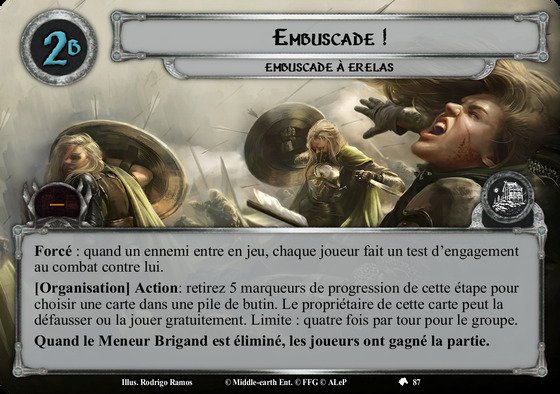 2B
Embuscade !
Embuscade à Erelas
–
Forcé : quand un ennemi entre en jeu, chaque joueur fait un test d’engagement
au combat contre lui.
[Organisation] Action: retirez 5 marqueurs de progression de cette étape pour
choisir une carte dans une pile de butin. Le propriétaire de cette carte peut la
défausser ou la jouer gratuitement. Limite : quatre fois par tour pour le groupe.
Quand le Meneur Brigand est éliminé, les joueurs ont gagné la partie.
Illus. Rodrigo Ramos © Middle-earth Ent. © FFG © ALeP 87